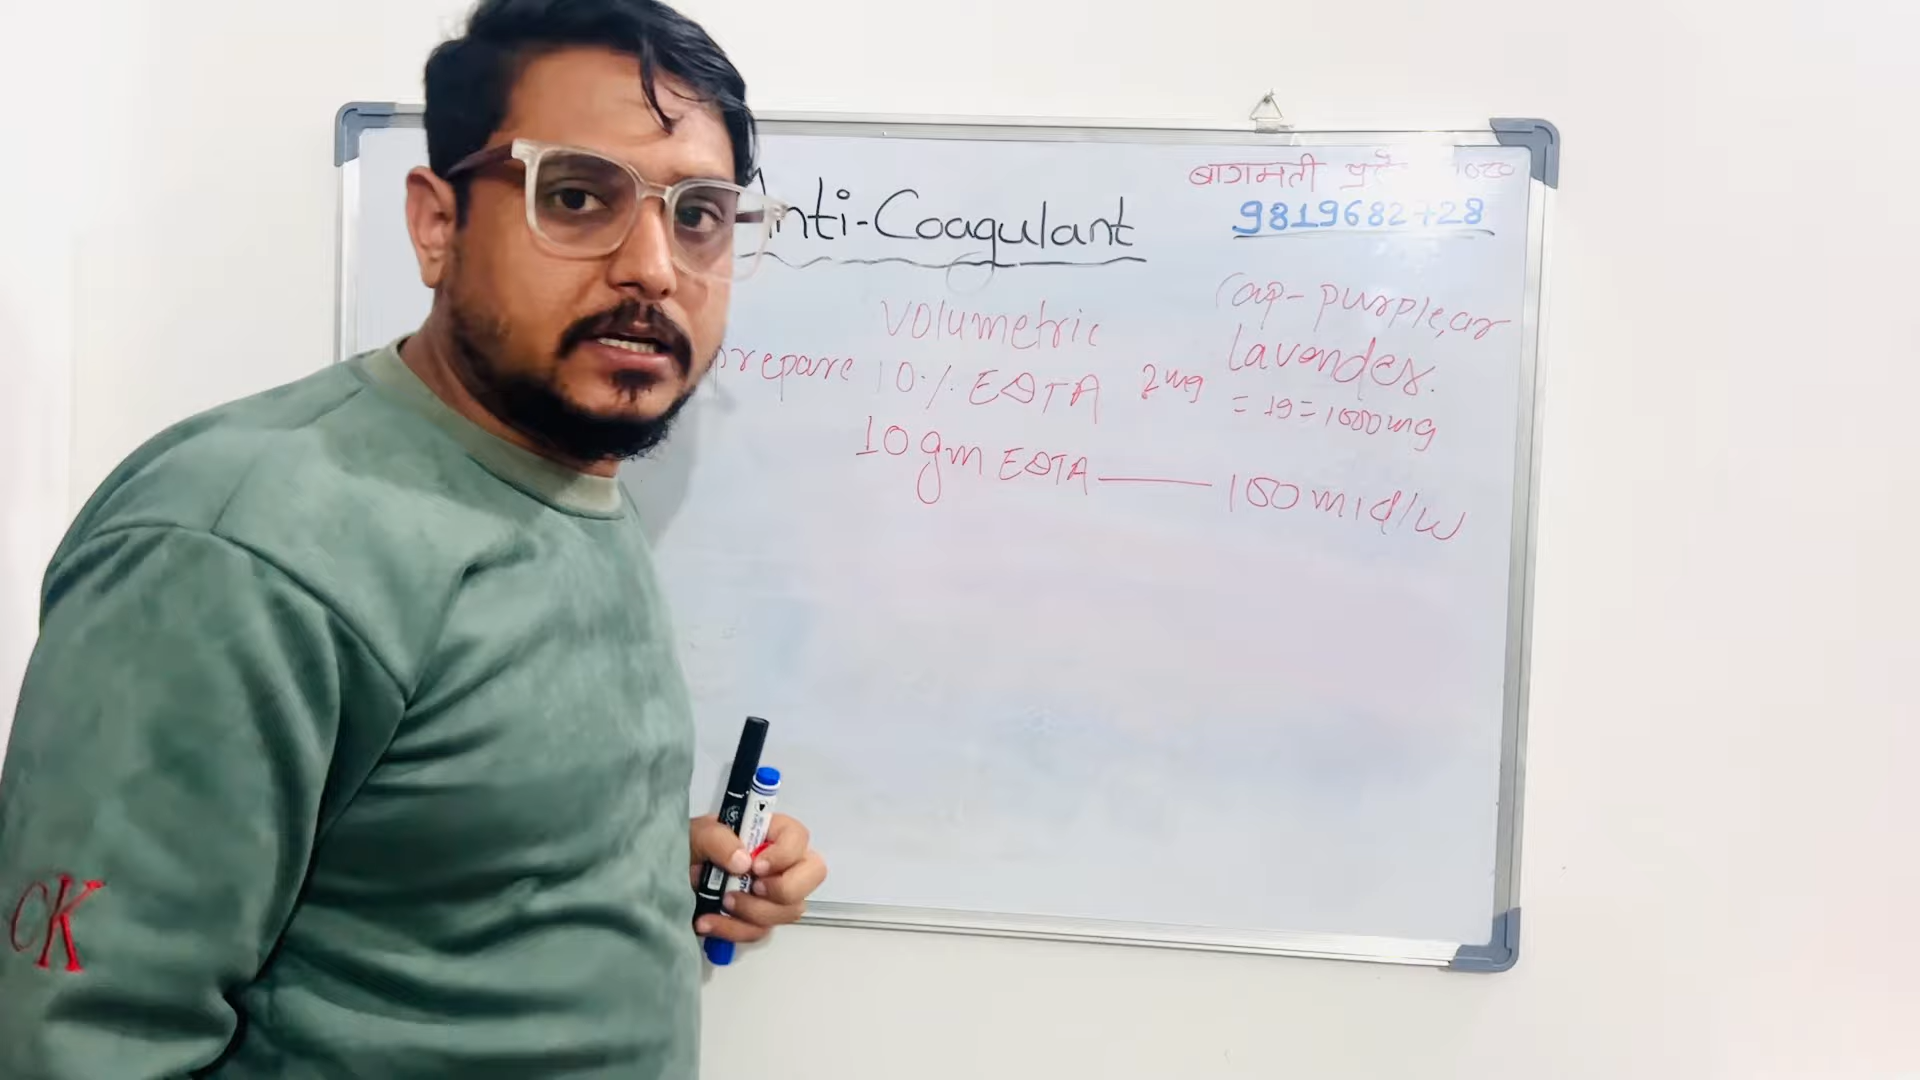 Anti-Coagulant
बागमती
volumetric
Cap-purple, or
Lavender.
prepare 10% EDTA 2mg
= 1g = 1000mg
10 gm EDTA —— 100 ml d/w
CK